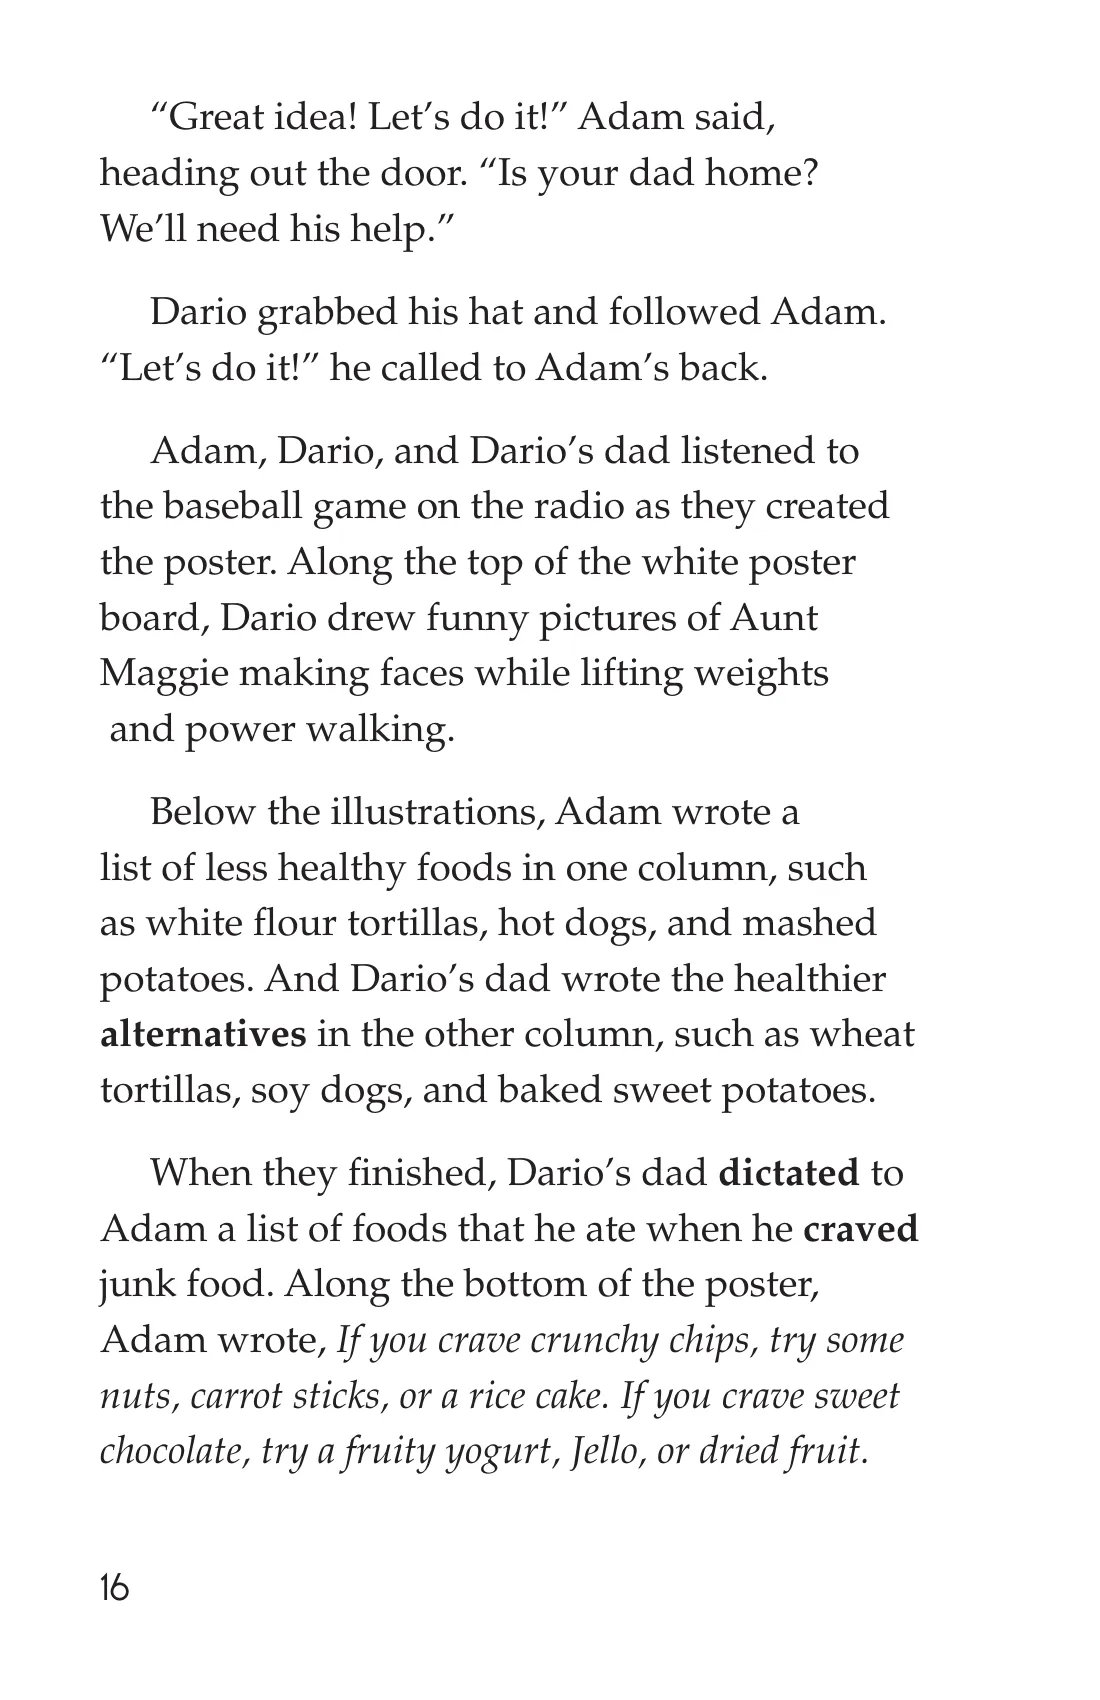 “Great idea! Let’s do it!” Adam said,
heading out the door. “Is your dad home?
We’ll need his help.”
Dario grabbed his hat and followed Adam.
“Let’s do it!” he called to Adam’s back.
Adam, Dario, and Dario’s dad listened to
the baseball game on the radio as they created
the poster. Along the top of the white poster
board, Dario drew funny pictures of Aunt
Maggie making faces while lifting weights
and power walking.
Below the illustrations, Adam wrote a
list of less healthy foods in one column, such
as white flour tortillas, hot dogs, and mashed
potatoes. And Dario’s dad wrote the healthier
alternatives in the other column, such as wheat
tortillas, soy dogs, and baked sweet potatoes.
When they finished, Dario’s dad dictated to
Adam a list of foods that he ate when he craved
junk food. Along the bottom of the poster,
Adam wrote, If you crave crunchy chips, try some
nuts, carrot sticks, or a rice cake. If you crave sweet
chocolate, try a fruity yogurt, Jello, or dried fruit.
16